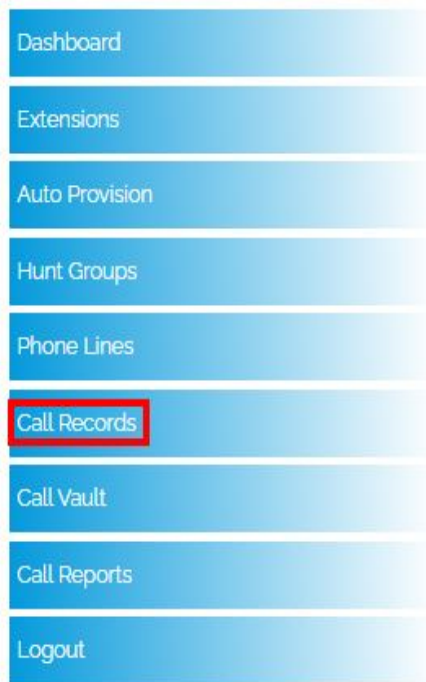 Dashboard
Extensions
Auto Provision
Hunt Groups
Phone Lines
Call Records
Call Vault
Call Reports
Logout